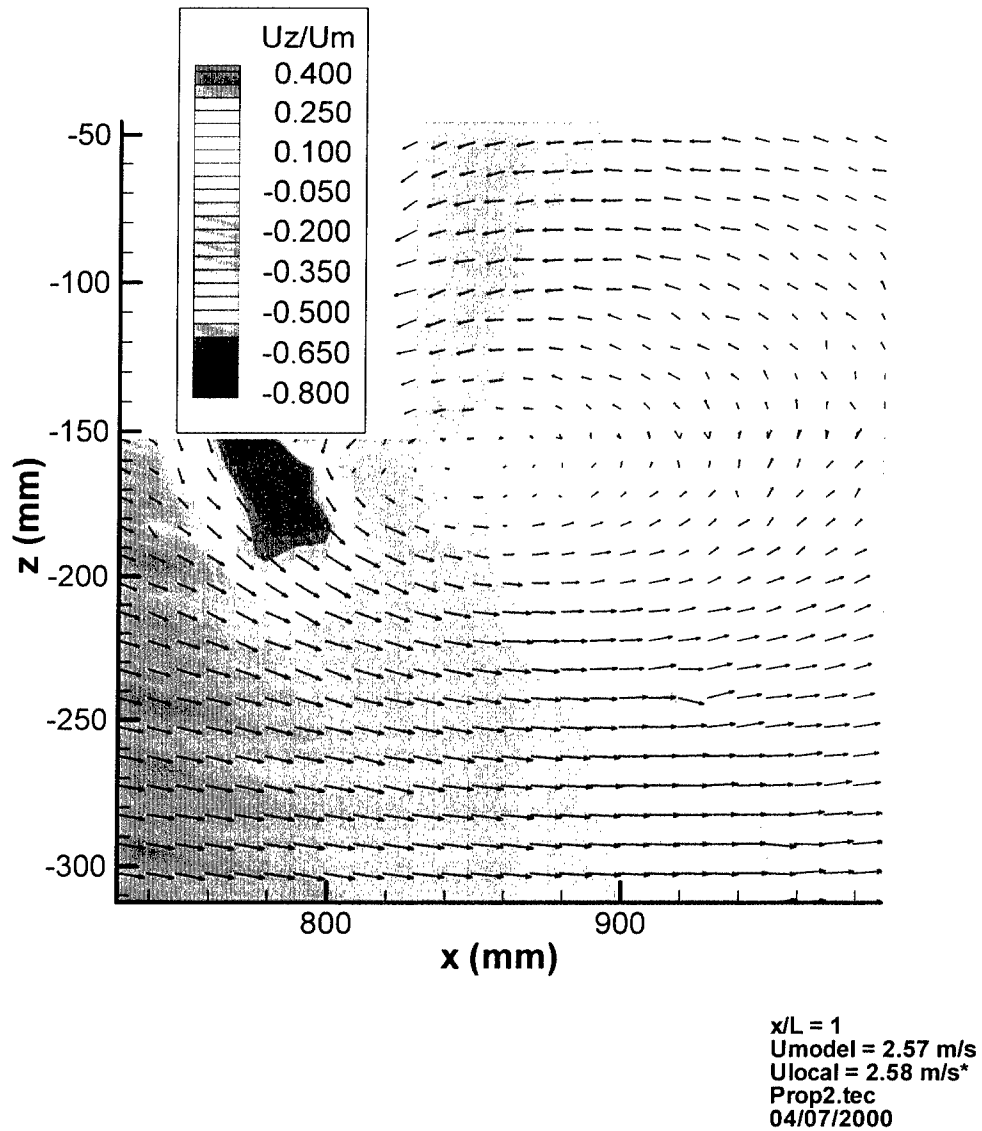 Uz/Um
0.400
0.250
0.100
-0.050
-0.200
-0.350
-0.500
-0.650
-0.800
-50
-100
-150
-200
-250
-300
z (mm)
800
900
x (mm)
x/L = 1
Umodel = 2.57 m/s
Ulocal = 2.58 m/s*
Prop2.tec
04/07/2000